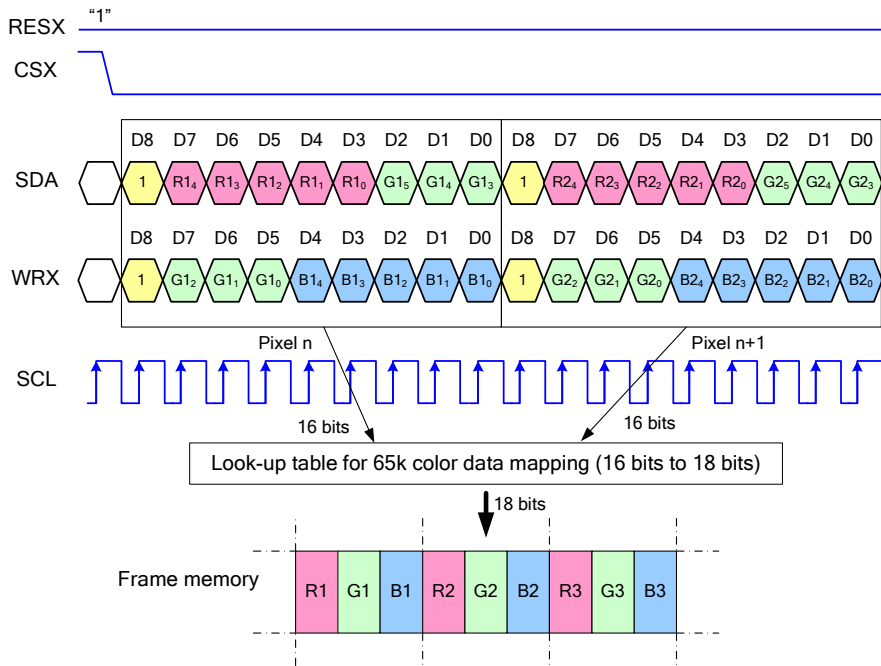 RESX “1”
CSX
D8 D7 D6 D5 D4 D3 D2 D1 D0 D8 D7 D6 D5 D4 D3 D2 D1 D0
SDA 1 R1₄ R1₃ R1₂ R1₁ R1₀ G1₅ G1₄ G1₃ 1 R2₄ R2₃ R2₂ R2₁ R2₀ G2₅ G2₄ G2₃
D8 D7 D6 D5 D4 D3 D2 D1 D0 D8 D7 D6 D5 D4 D3 D2 D1 D0
WRX 1 G1₂ G1₁ G1₀ B1₄ B1₃ B1₂ B1₁ B1₀ 1 G2₂ G2₁ G2₀ B2₄ B2₃ B2₂ B2₁ B2₀
Pixel n Pixel n+1
SCL
16 bits 16 bits
Look-up table for 65k color data mapping (16 bits to 18 bits)
18 bits
Frame memory R1 G1 B1 R2 G2 B2 R3 G3 B3